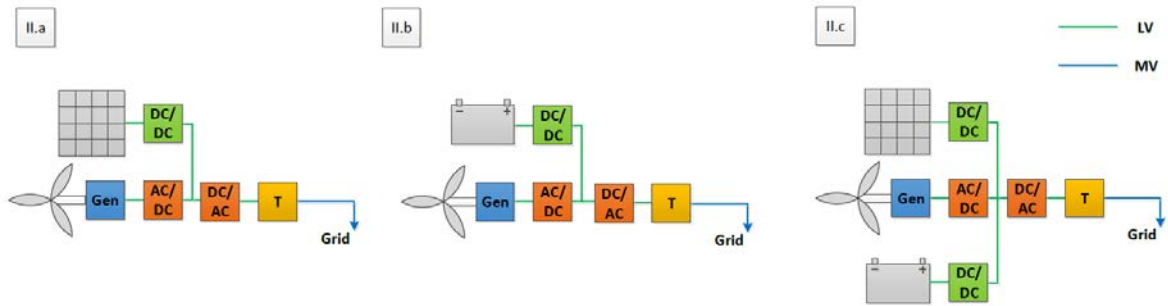 II.a
II.b
II.c
LV
MV
DC/
DC
Gen
AC/
DC
DC/
AC
T
Grid
− +
DC/
DC
Gen
AC/
DC
DC/
AC
T
Grid
DC/
DC
Gen
AC/
DC
DC/
AC
T
Grid
− +
DC/
DC